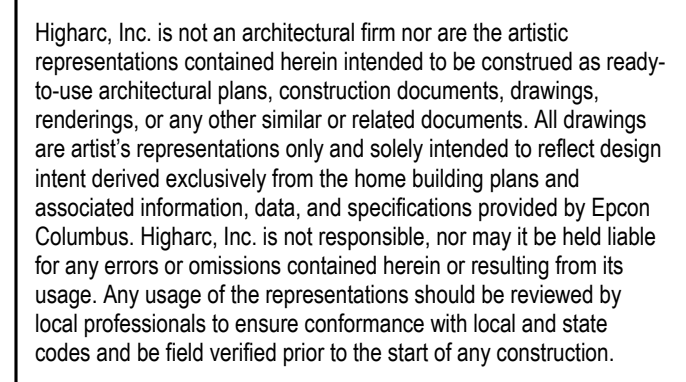 Higharc, Inc. is not an architectural firm nor are the artistic
representations contained herein intended to be construed as ready-
to-use architectural plans, construction documents, drawings,
renderings, or any other similar or related documents. All drawings
are artist's representations only and solely intended to reflect design
intent derived exclusively from the home building plans and
associated information, data, and specifications provided by Epcon
Columbus. Higharc, Inc. is not responsible, nor may it be held liable
for any errors or omissions contained herein or resulting from its
usage. Any usage of the representations should be reviewed by
local professionals to ensure conformance with local and state
codes and be field verified prior to the start of any construction.